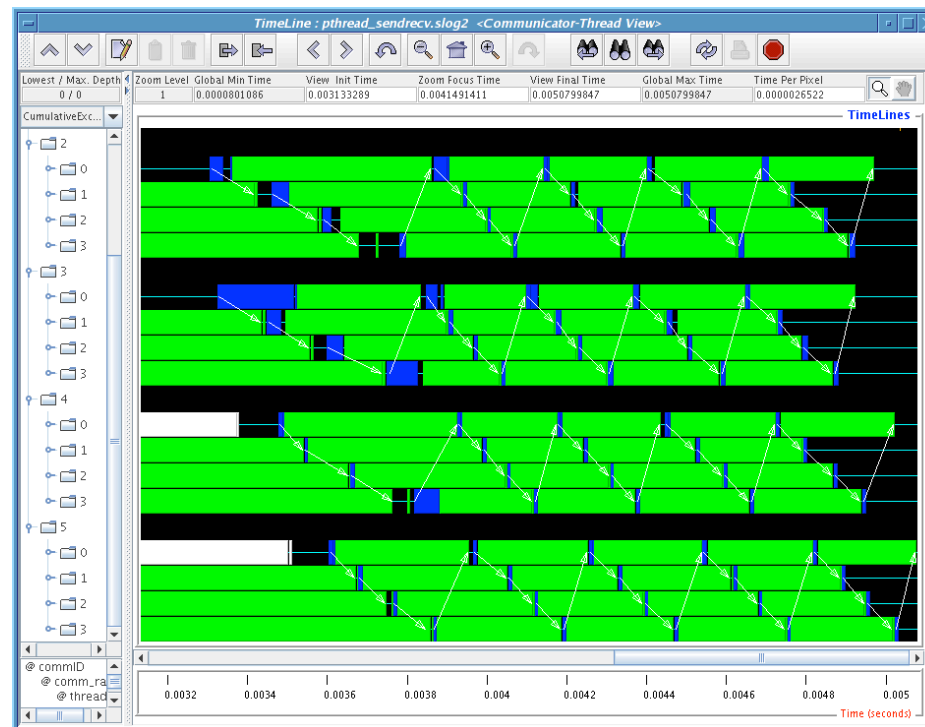 TimeLine : pthread_sendrecv.slog2 <Communicator-Thread View>
Lowest / Max. Depth Zoom Level Global Min Time View Init Time Zoom Focus Time View Final Time Global Max Time Time Per Pixel
0 / 0 1 0.0000801086 0.003133289 0.0041491411 0.0050799847 0.0050799847 0.0000026522
CumulativeExc...
TimeLines
2
0
1
2
3
3
0
1
2
3
4
0
1
2
3
5
0
1
2
3
@ commID
@ comm_ra
@ thread
0.0032 0.0034 0.0036 0.0038 0.004 0.0042 0.0044 0.0046 0.0048 0.005
Time (seconds)